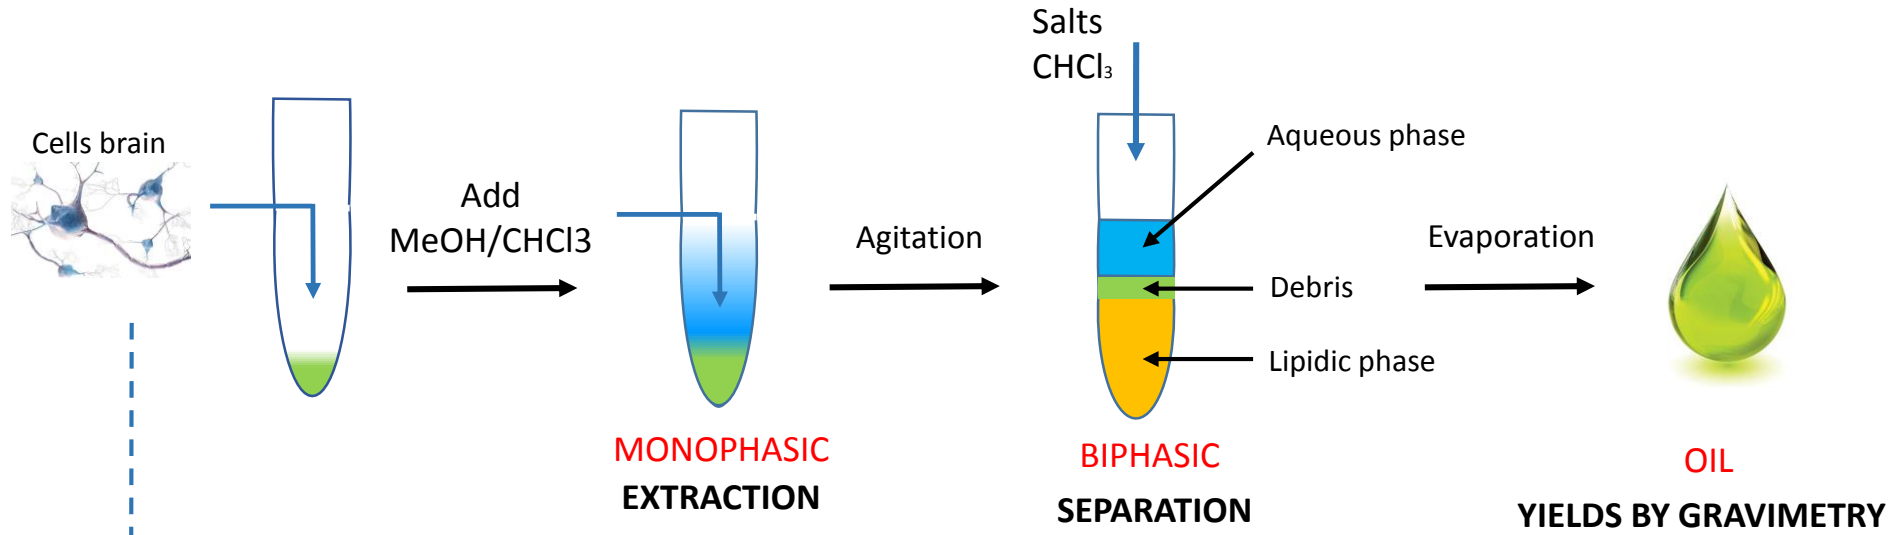 Cells brain
Add
MeOH/CHCl3
MONOPHASIC
EXTRACTION
Agitation
Salts
CHCl₃
Aqueous phase
Debris
Lipidic phase
BIPHASIC
SEPARATION
Evaporation
OIL
YIELDS BY GRAVIMETRY